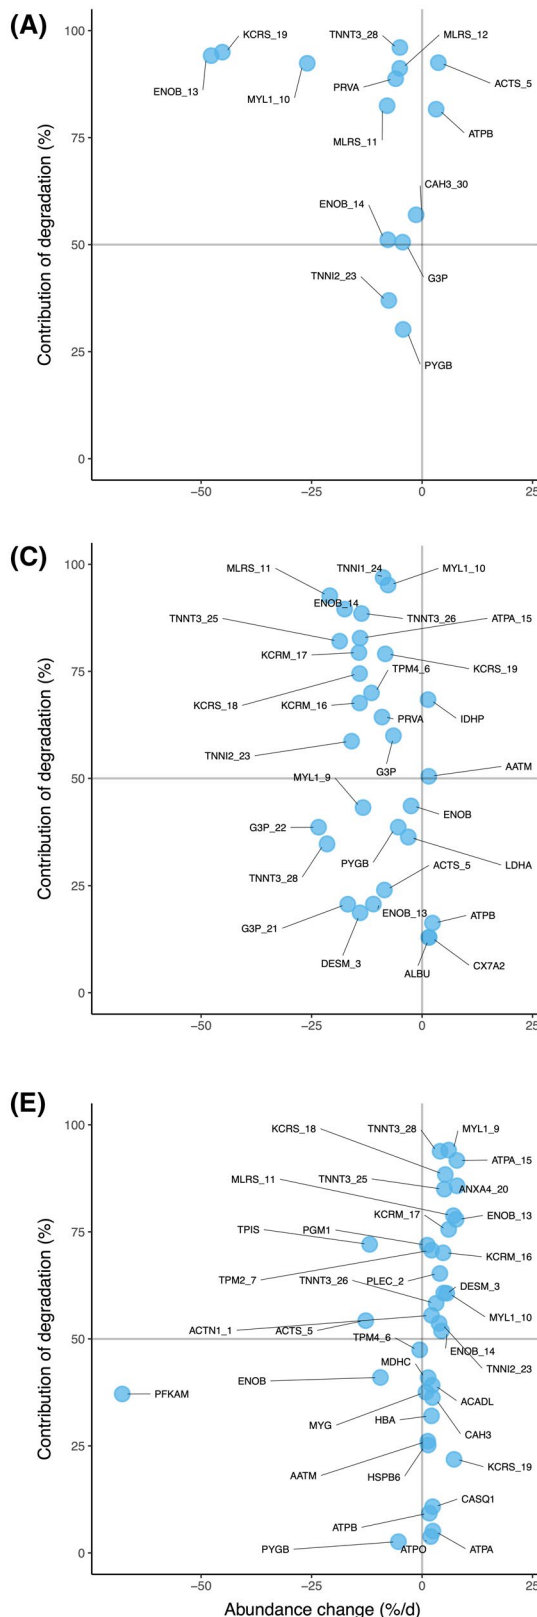 (A)
Contribution of degradation (%)
100
75
50
25
0
KCRS_19
TNNT3_28
MLRS_12
ENOB_13
MYL1_10
PRVA
ACTS_5
MLRS_11
ATPB
CAH3_30
ENOB_14
TNNI2_23
G3P
PYGB
−50
−25
0
25
(C)
Contribution of degradation (%)
100
75
50
25
0
MLRS_11
TNNI1_24
MYL1_10
ENOB_14
TNNT3_25
TNNT3_26
ATPA_15
KCRM_17
TPM4_6
KCRS_19
KCRS_18
KCRM_16
PRVA
IDHP
TNNI2_23
G3P
MYL1_9
AATM
ENOB
G3P_22
PYGB
LDHA
TNNT3_28
ACTS_5
G3P_21
ENOB_13
ATPB
DESM_3
ALBU
CX7A2
−50
−25
0
25
(E)
Contribution of degradation (%)
100
75
50
25
0
KCRS_18
TNNT3_28
MYL1_9
ATPA_15
MLRS_11
TNNT3_25
ANXA4_20
KCRM_17
ENOB_13
TPIS
PGM1
KCRM_16
TPM2_7
TNNT3_26
PLEC_2
DESM_3
MYL1_10
ACTN1_1
ACTS_5
TPM4_6
ENOB_14
TNNI2_23
MDHC
ENOB
PFKAM
ACADL
MYG
HBA
CAH3
AATM
HSPB6
KCRS_19
CASQ1
ATPB
PYGB
ATPO
ATPA
−50
−25
0
25
Abundance change (%/d)